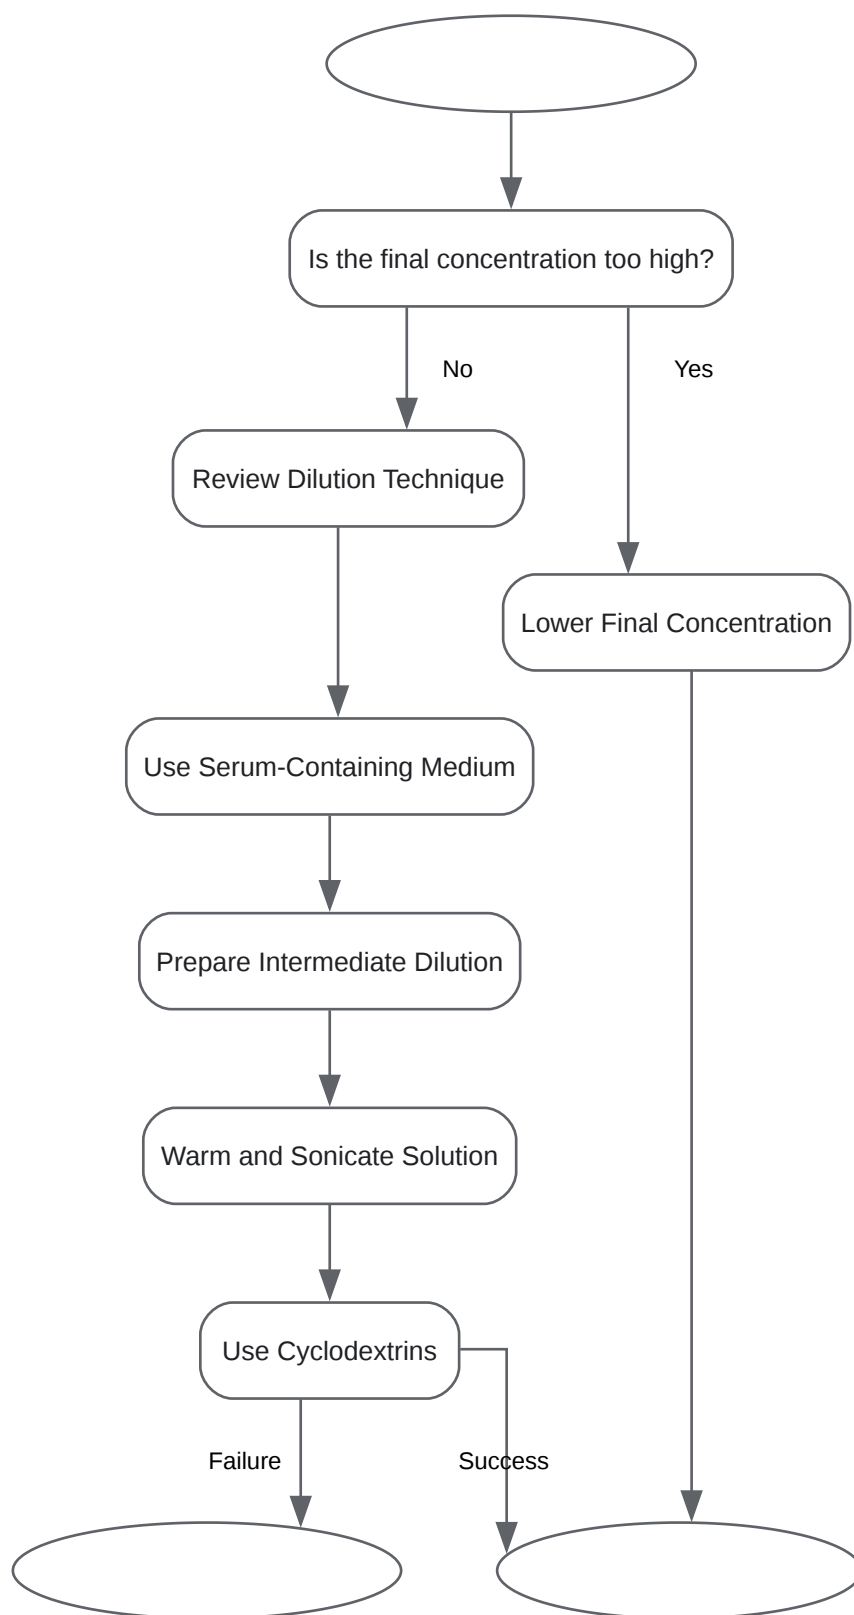 Is the final concentration too high?
No
Yes
Review Dilution Technique
Lower Final Concentration
Use Serum-Containing Medium
Prepare Intermediate Dilution
Warm and Sonicate Solution
Use Cyclodextrins
Failure
Success